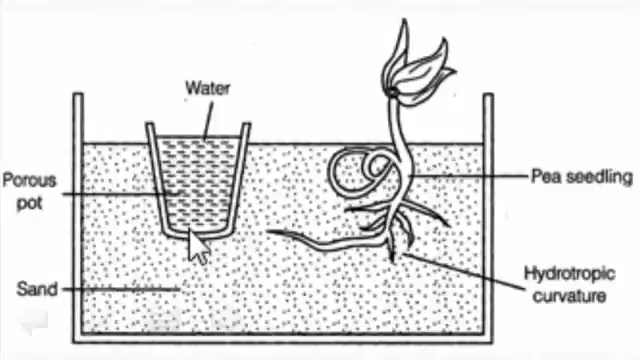 Water
Porous
pot
Pea seedling
Sand
Hydrotropic
curvature